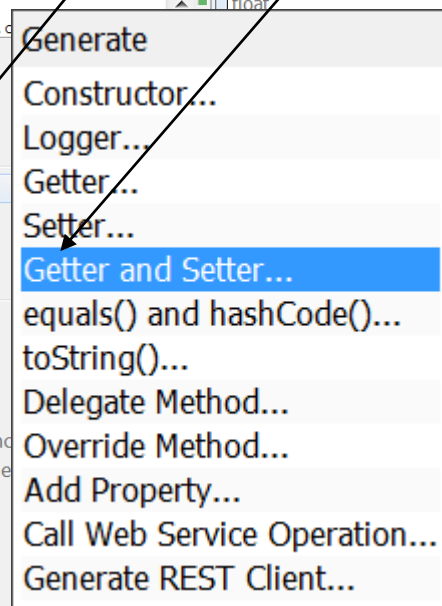 float
Generate
Constructor...
Logger...
Getter...
Setter...
Getter and Setter...
equals() and hashCode()...
toString()...
Delegate Method...
Override Method...
Add Property...
Call Web Service Operation...
Generate REST Client...